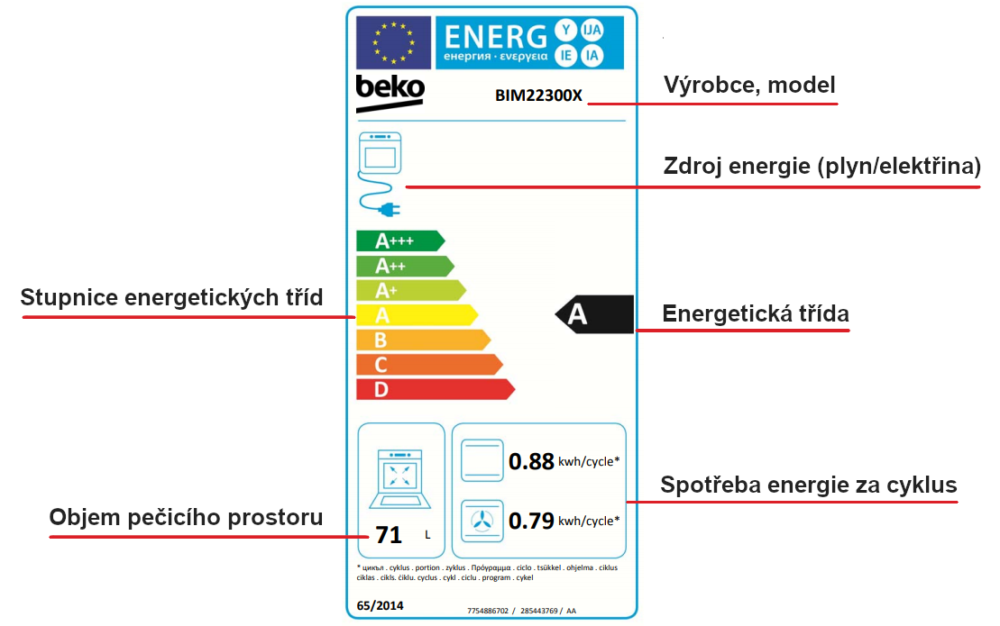 ENERG Y IJA
енергия · ενεργεια IE IA
beko
BIM22300X
Výrobce, model
Zdroj energie (plyn/elektřina)
A+++
A++
A+
A
B
C
D
Stupnice energetických tříd
A
Energetická třída
0.88 kwh/cycle*
0.79 kwh/cycle*
Spotřeba energie za cyklus
Objem pečicího prostoru
71 L
* цикъл . cyklus . portion . zyklus . Πρόγραμμα . ciclo . tsükkel . ohjelma . ciklus
ciklas . cikls. ċiklu. cyclus . cykl . ciclu . program . cykel
65/2014
7754886702 / 285443769 / AA